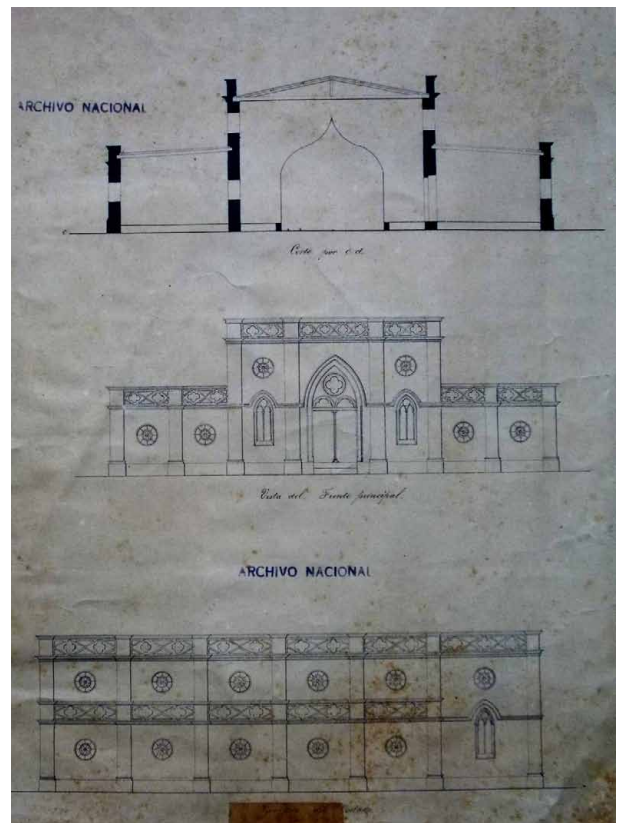 ARCHIVO NACIONAL
Corte por c.d.
Vista del Frente principal.
ARCHIVO NACIONAL